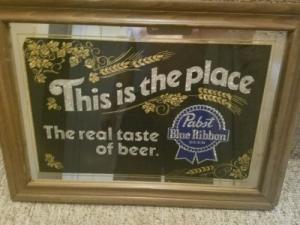 This is the place
The real taste
of beer.
Pabst
Blue Ribbon
BEER